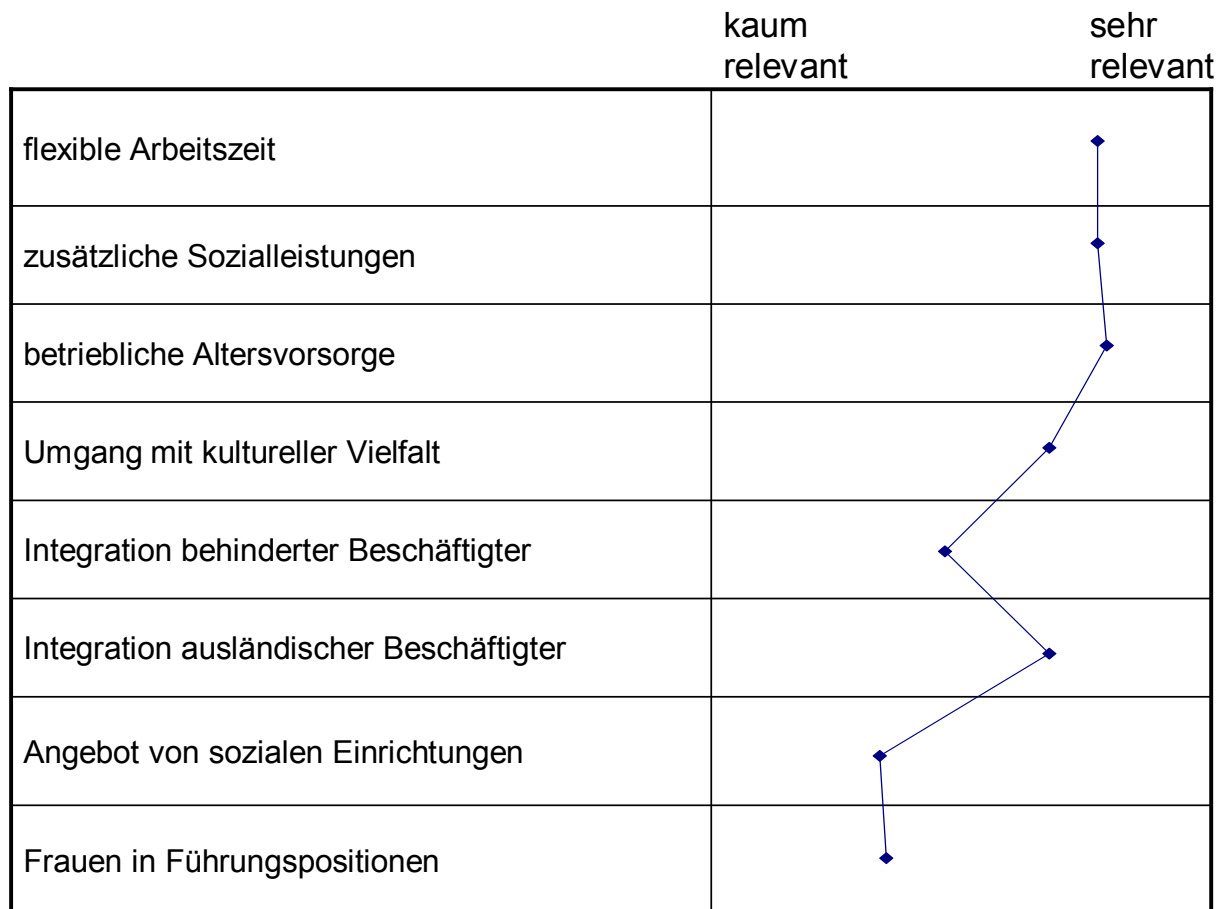 kaum sehr
relevant relevant
flexible Arbeitszeit
zusätzliche Sozialleistungen
betriebliche Altersvorsorge
Umgang mit kultureller Vielfalt
Integration behinderter Beschäftigter
Integration ausländischer Beschäftigter
Angebot von sozialen Einrichtungen
Frauen in Führungspositionen